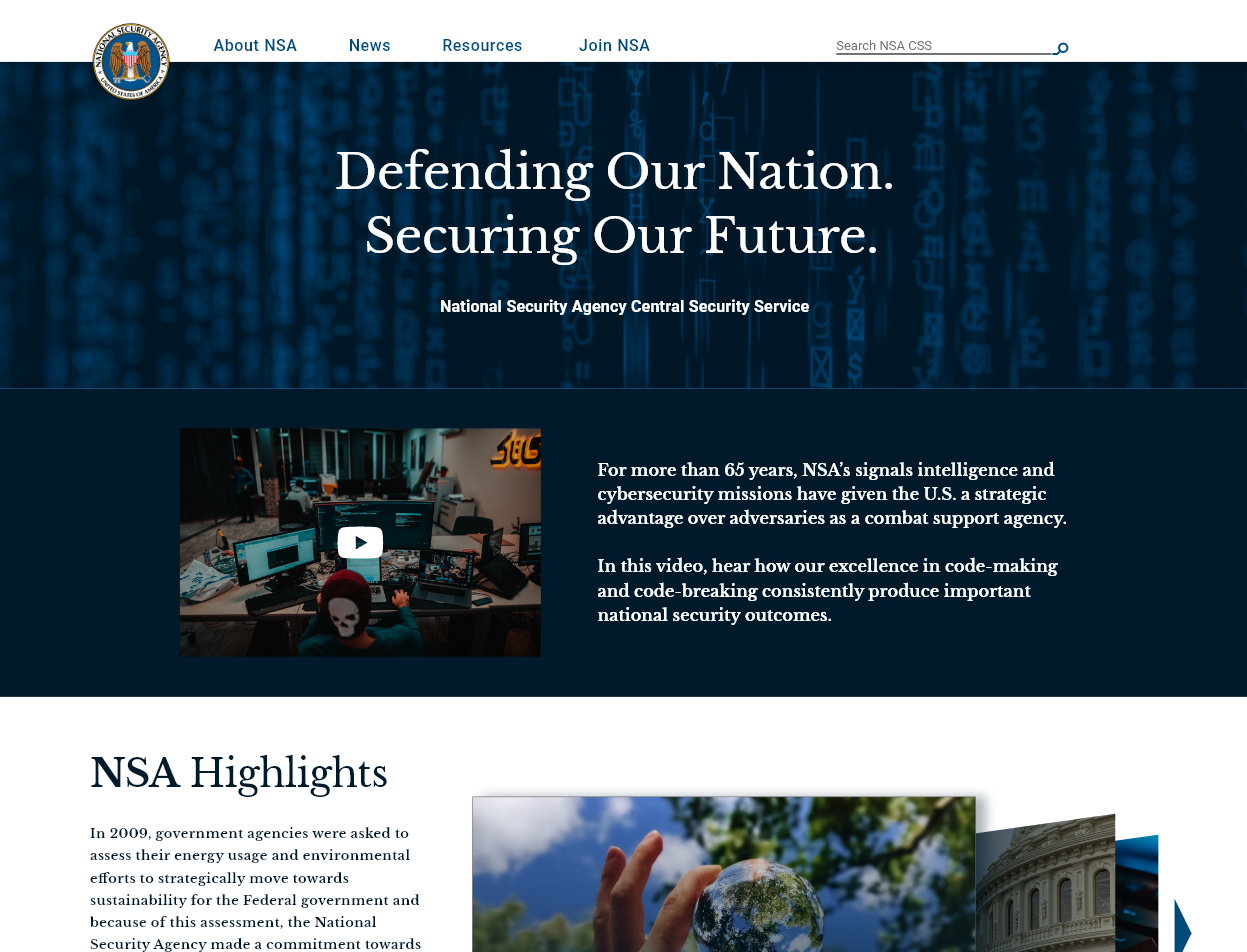 NATIONAL SECURITY AGENCY
UNITED STATES OF AMERICA
About NSA
News
Resources
Join NSA
Search NSA CSS
Defending Our Nation.
Securing Our Future.
National Security Agency Central Security Service
For more than 65 years, NSA’s signals intelligence and
cybersecurity missions have given the U.S. a strategic
advantage over adversaries as a combat support agency.
In this video, hear how our excellence in code-making
and code-breaking consistently produce important
national security outcomes.
NSA Highlights
In 2009, government agencies were asked to
assess their energy usage and environmental
efforts to strategically move towards
sustainability for the Federal government and
because of this assessment, the National
Security Agency made a commitment towards